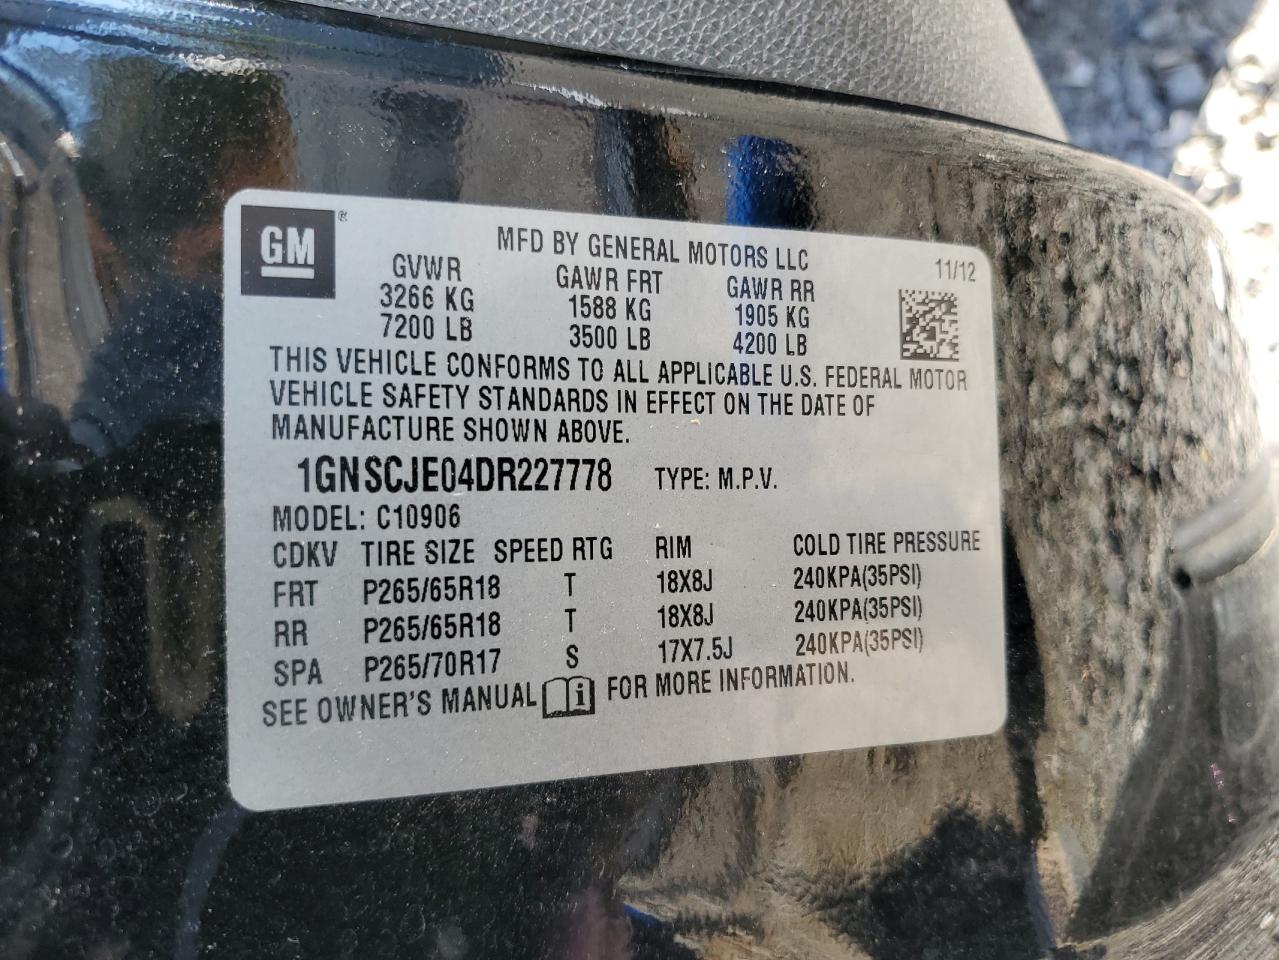 GM ®
MFD BY GENERAL MOTORS LLC
11/12
GVWR GAWR FRT GAWR RR
3266 KG 1588 KG 1905 KG
7200 LB 3500 LB 4200 LB
THIS VEHICLE CONFORMS TO ALL APPLICABLE U.S. FEDERAL MOTOR
VEHICLE SAFETY STANDARDS IN EFFECT ON THE DATE OF
MANUFACTURE SHOWN ABOVE.
1GNSCJE04DR227778 TYPE: M.P.V.
MODEL: C10906
CDKV TIRE SIZE SPEED RTG RIM COLD TIRE PRESSURE
FRT P265/65R18 T 18X8J 240KPA(35PSI)
RR P265/65R18 T 18X8J 240KPA(35PSI)
SPA P265/70R17 S 17X7.5J 240KPA(35PSI)
SEE OWNER'S MANUAL i FOR MORE INFORMATION.